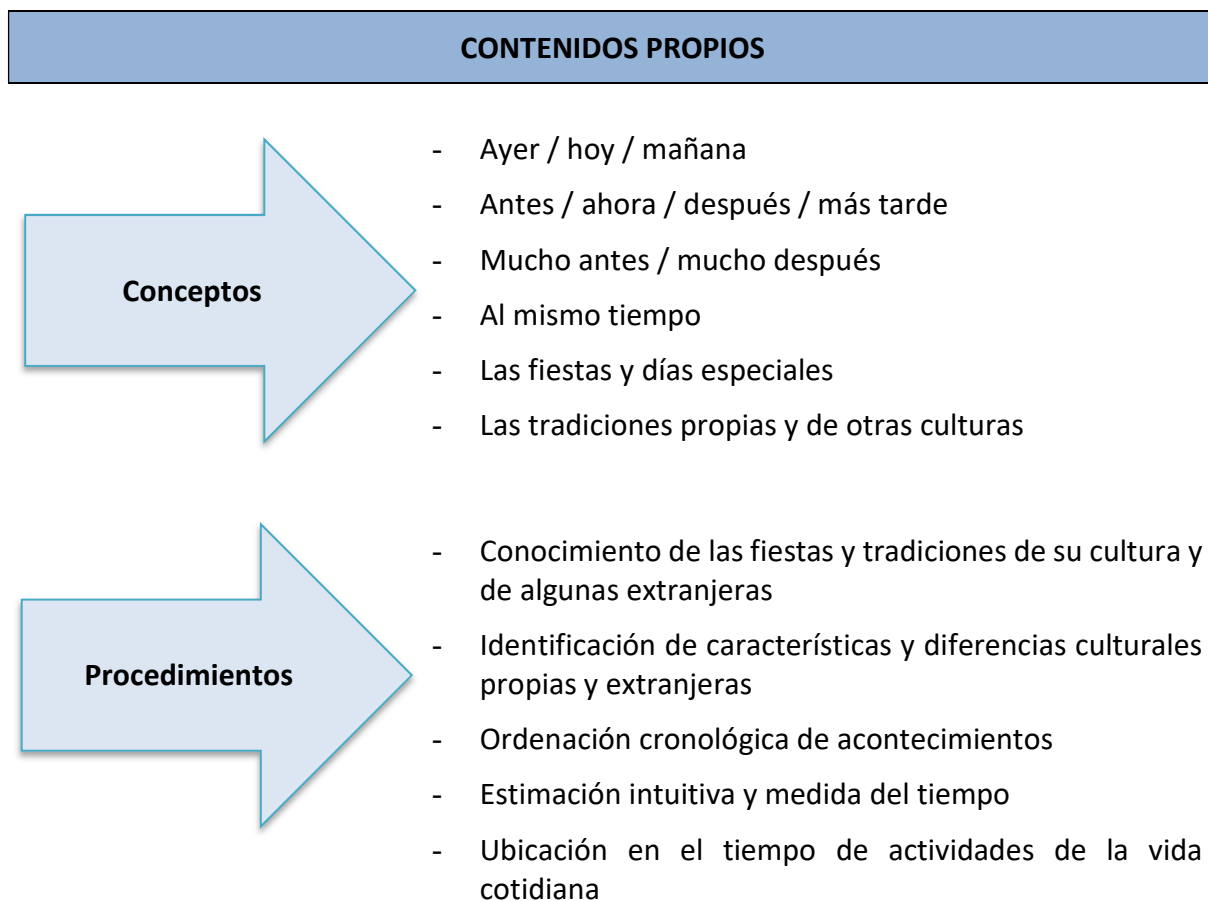 CONTENIDOS PROPIOS
Conceptos
- Ayer / hoy / mañana
- Antes / ahora / después / más tarde
- Mucho antes / mucho después
- Al mismo tiempo
- Las fiestas y días especiales
- Las tradiciones propias y de otras culturas
Procedimientos
- Conocimiento de las fiestas y tradiciones de su cultura y
de algunas extranjeras
- Identificación de características y diferencias culturales
propias y extranjeras
- Ordenación cronológica de acontecimientos
- Estimación intuitiva y medida del tiempo
- Ubicación en el tiempo de actividades de la vida
cotidiana